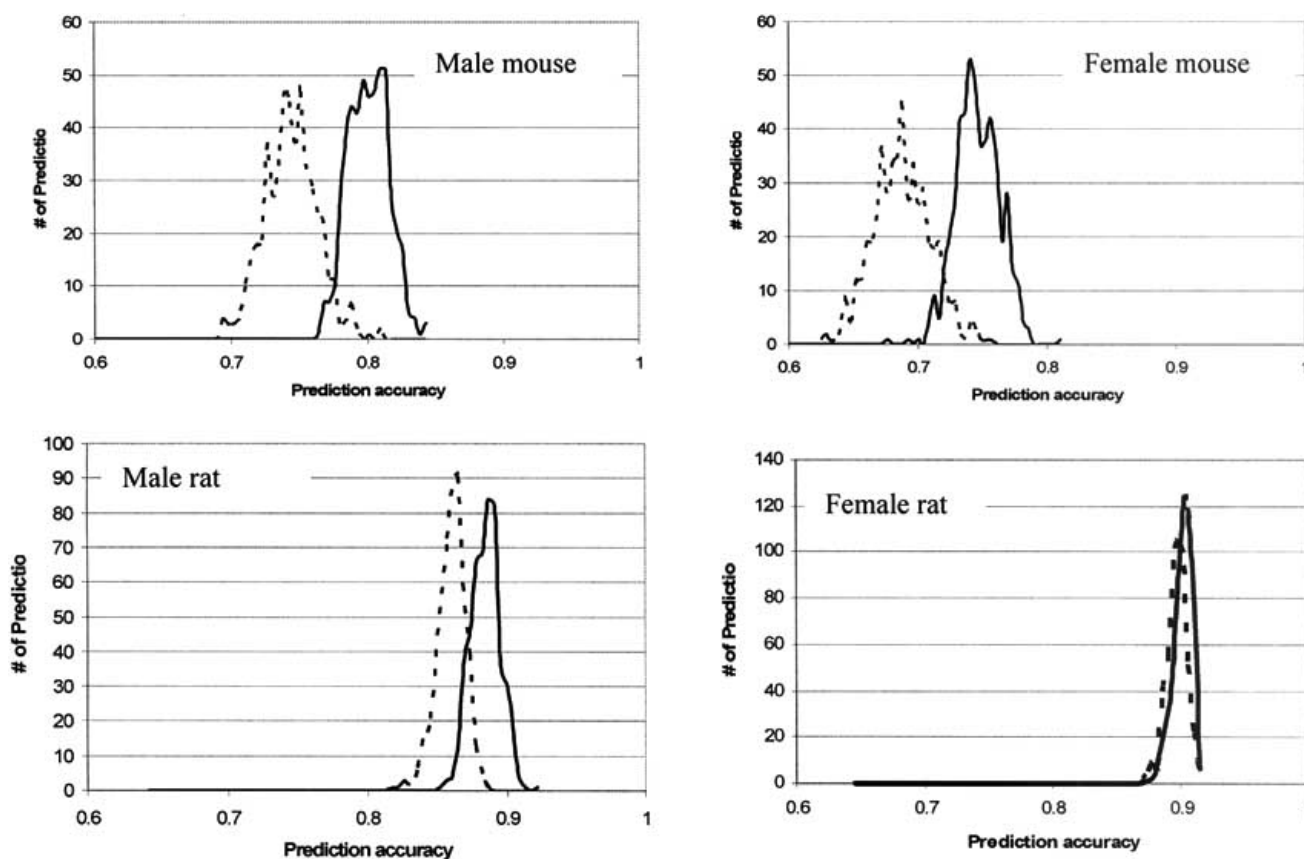 Male mouse
# of Predictio
60
50
40
30
20
10
0
0.6 0.7 0.8 0.9 1
Prediction accuracy
Female mouse
# of Predictio
60
50
40
30
20
10
0
0.6 0.7 0.8 0.9 1
Prediction accuracy
Male rat
# of Predictio
100
90
80
70
60
50
40
30
20
10
0
0.6 0.7 0.8 0.9 1
Prediction accuracy
Female rat
# of Predictio
140
120
100
80
60
40
20
0
0.6 0.7 0.8 0.9 1
Prediction accuracy